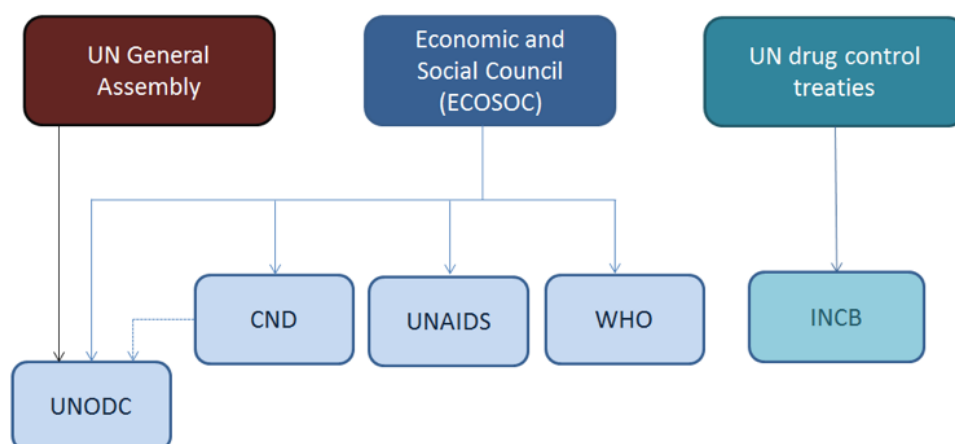 UN General
Assembly
Economic and
Social Council
(ECOSOC)
UN drug control
treaties
CND
UNAIDS
WHO
INCB
UNODC